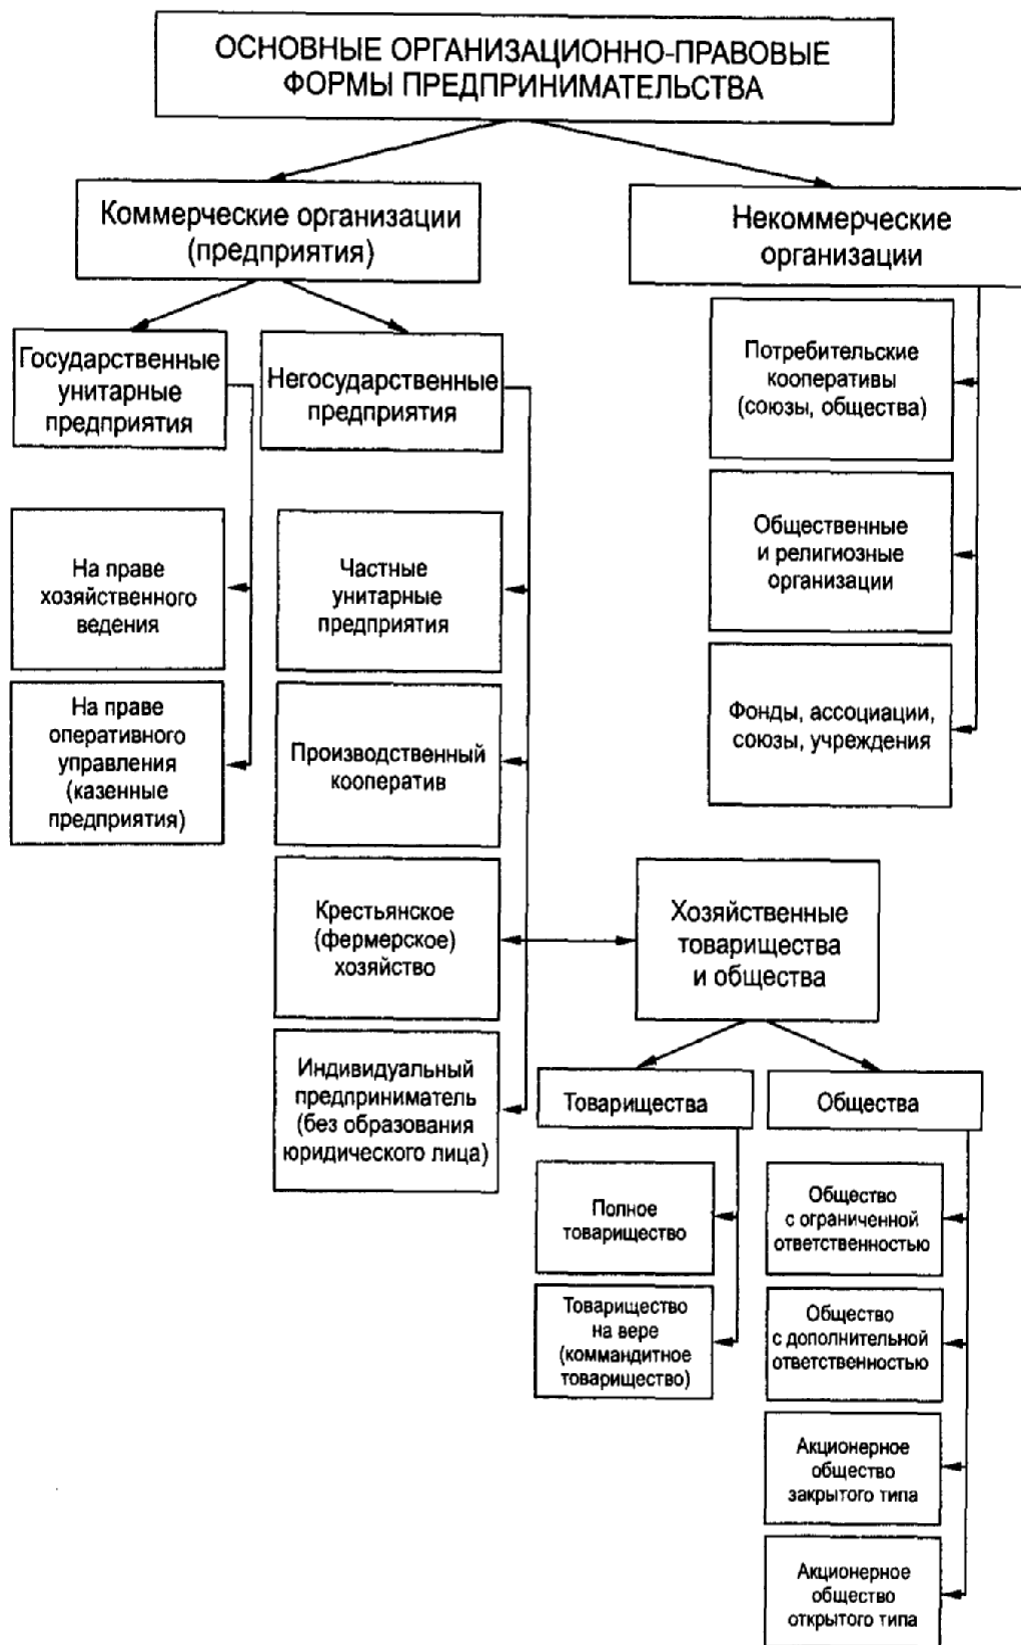 ОСНОВНЫЕ ОРГАНИЗАЦИОННО-ПРАВОВЫЕ
ФОРМЫ ПРЕДПРИНИМАТЕЛЬСТВА
Коммерческие организации
(предприятия)
Некоммерческие
организации
Государственные
унитарные
предприятия
Негосударственные
предприятия
Потребительские
кооперативы
(союзы, общества)
Общественные
и религиозные
организации
Фонды, ассоциации,
союзы, учреждения
На праве
хозяйственного
ведения
На праве
оперативного
управления
(казенные
предприятия)
Частные
унитарные
предприятия
Производственный
кооператив
Крестьянское
(фермерское)
хозяйство
Индивидуальный
предприниматель
(без образования
юридического лица)
Хозяйственные
товарищества
и общества
Товарищества
Общества
Полное
товарищество
Товарищество
на вере
(коммандитное
товарищество)
Общество
с ограниченной
ответственностью
Общество
с дополнительной
ответственностью
Акционерное
общество
закрытого типа
Акционерное
общество
открытого типа